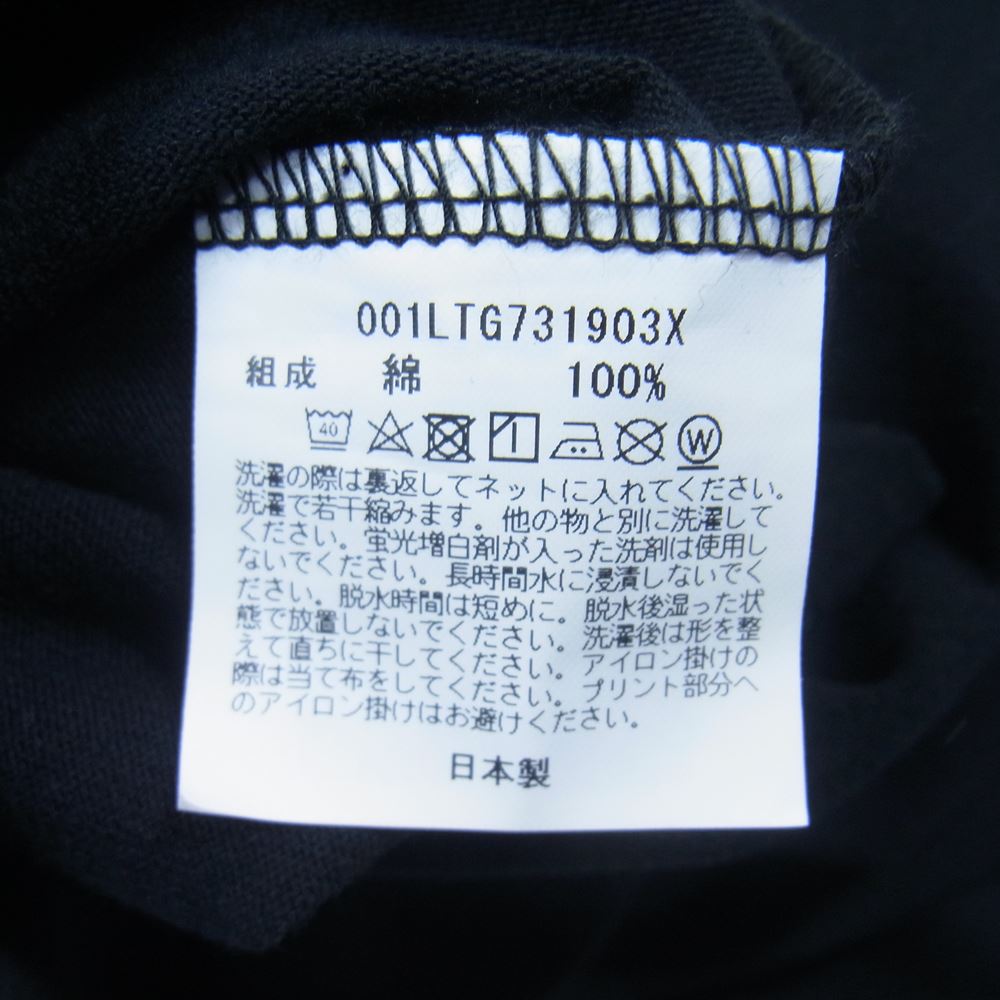 001LTG731903X
組成 綿 100%
40 W
洗濯の際は裏返してネットに入れてください。
洗濯で若干縮みます。他の物と別に洗濯して
ください。蛍光増白剤が入った洗剤は使用し
ないでください。長時間水に浸漬しないでく
ださい。脱水時間は短めに。脱水後湿った状
態で放置しないでください。洗濯後は形を整
えて直ちに干してください。アイロン掛けの
際は当て布をしてください。プリント部分へ
のアイロン掛けはお避けください。
日本製